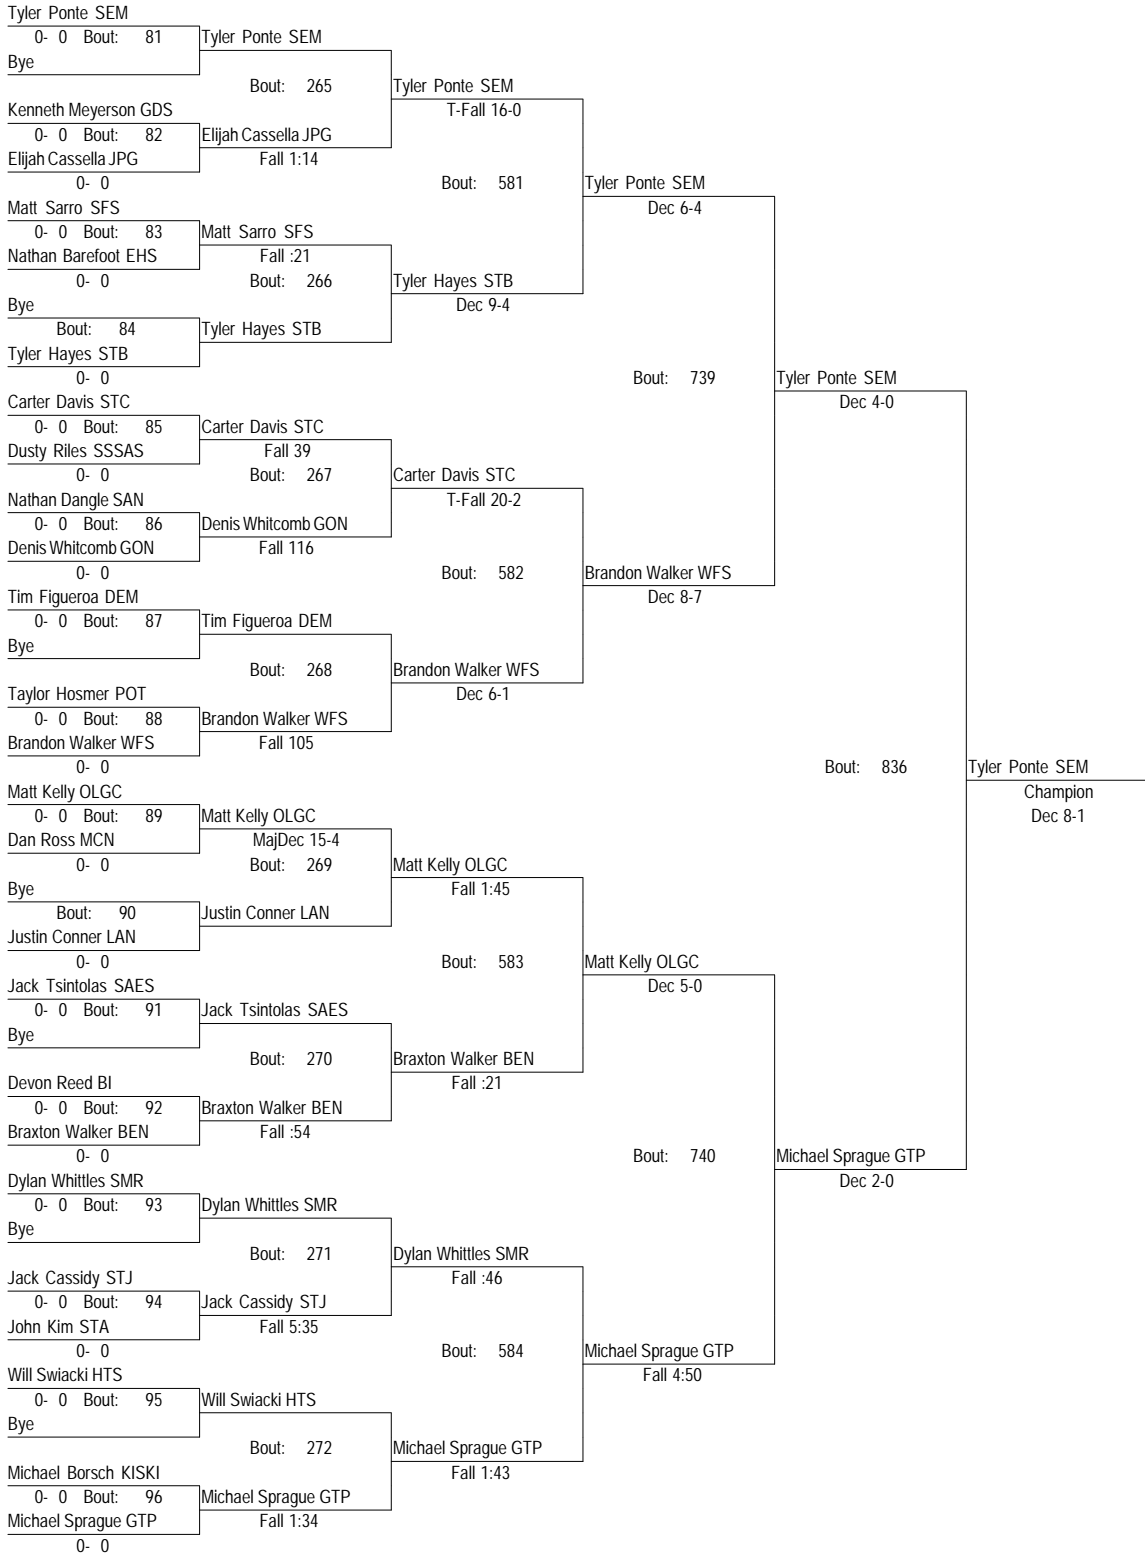 Tyler Ponte SEM
0- 0 Bout: 81 Tyler Ponte SEM
Bye
Bout: 265 Tyler Ponte SEM
Kenneth Meyerson GDS T-Fall 16-0
0- 0 Bout: 82 Elijah Cassella JPG
Elijah Cassella JPG Fall 1:14
0- 0 Bout: 581 Tyler Ponte SEM
Matt Sarro SFS Dec 6-4
0- 0 Bout: 83 Matt Sarro SFS
Nathan Barefoot EHS Fall :21
0- 0 Bout: 266 Tyler Hayes STB
Bye Dec 9-4
Bout: 84 Tyler Hayes STB
Tyler Hayes STB
0- 0 Bout: 739 Tyler Ponte SEM
Carter Davis STC Dec 4-0
0- 0 Bout: 85 Carter Davis STC
Dusty Riles SSSAS Fall 39
0- 0 Bout: 267 Carter Davis STC
Nathan Dangle SAN T-Fall 20-2
0- 0 Bout: 86 Denis Whitcomb GON
Denis Whitcomb GON Fall 116
0- 0 Bout: 582 Brandon Walker WFS
Tim Figueroa DEM Dec 8-7
0- 0 Bout: 87 Tim Figueroa DEM
Bye
Bout: 268 Brandon Walker WFS
Taylor Hosmer POT Dec 6-1
0- 0 Bout: 88 Brandon Walker WFS
Brandon Walker WFS Fall 105
0- 0 Bout: 836 Tyler Ponte SEM
Matt Kelly OLGC Champion
0- 0 Bout: 89 Matt Kelly OLGC Dec 8-1
Dan Ross MCN MajDec 15-4
0- 0 Bout: 269 Matt Kelly OLGC
Bye Fall 1:45
Bout: 90 Justin Conner LAN
Justin Conner LAN
0- 0 Bout: 583 Matt Kelly OLGC
Jack Tsintolas SAES Dec 5-0
0- 0 Bout: 91 Jack Tsintolas SAES
Bye
Bout: 270 Braxton Walker BEN
Devon Reed BI Fall :21
0- 0 Bout: 92 Braxton Walker BEN
Braxton Walker BEN Fall :54
0- 0 Bout: 740 Michael Sprague GTP
Dylan Whittles SMR Dec 2-0
0- 0 Bout: 93 Dylan Whittles SMR
Bye
Bout: 271 Dylan Whittles SMR
Jack Cassidy STJ Fall :46
0- 0 Bout: 94 Jack Cassidy STJ
John Kim STA Fall 5:35
0- 0 Bout: 584 Michael Sprague GTP
Will Swiacki HTS Fall 4:50
0- 0 Bout: 95 Will Swiacki HTS
Bye
Bout: 272 Michael Sprague GTP
Michael Borsch KISKI Fall 1:43
0- 0 Bout: 96 Michael Sprague GTP
Michael Sprague GTP Fall 1:34
0- 0